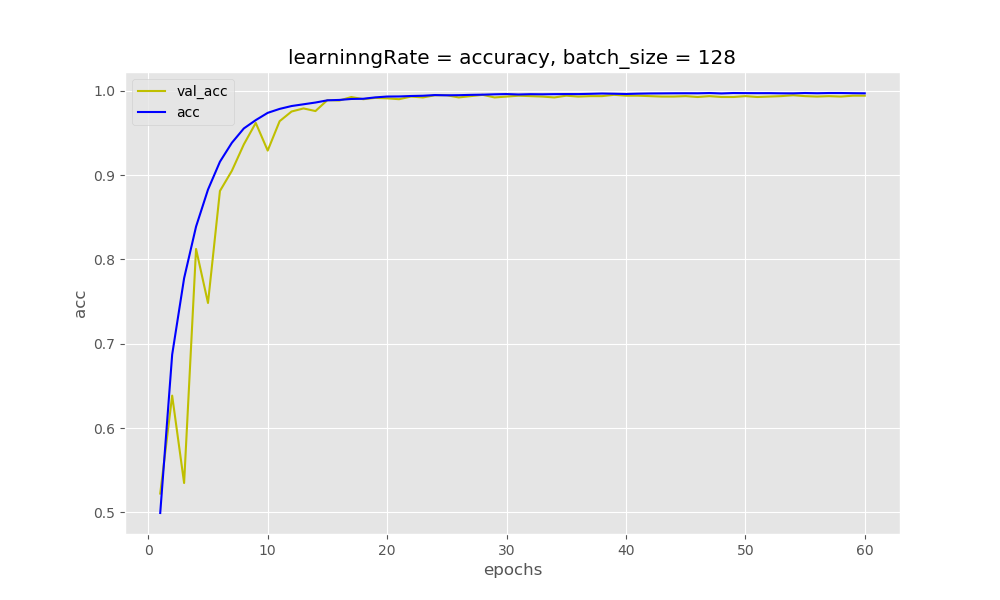 learninngRate = accuracy, batch_size = 128
val_acc
acc
1.0
0.9
0.8
0.7
0.6
0.5
acc
0 10 20 30 40 50 60
epochs